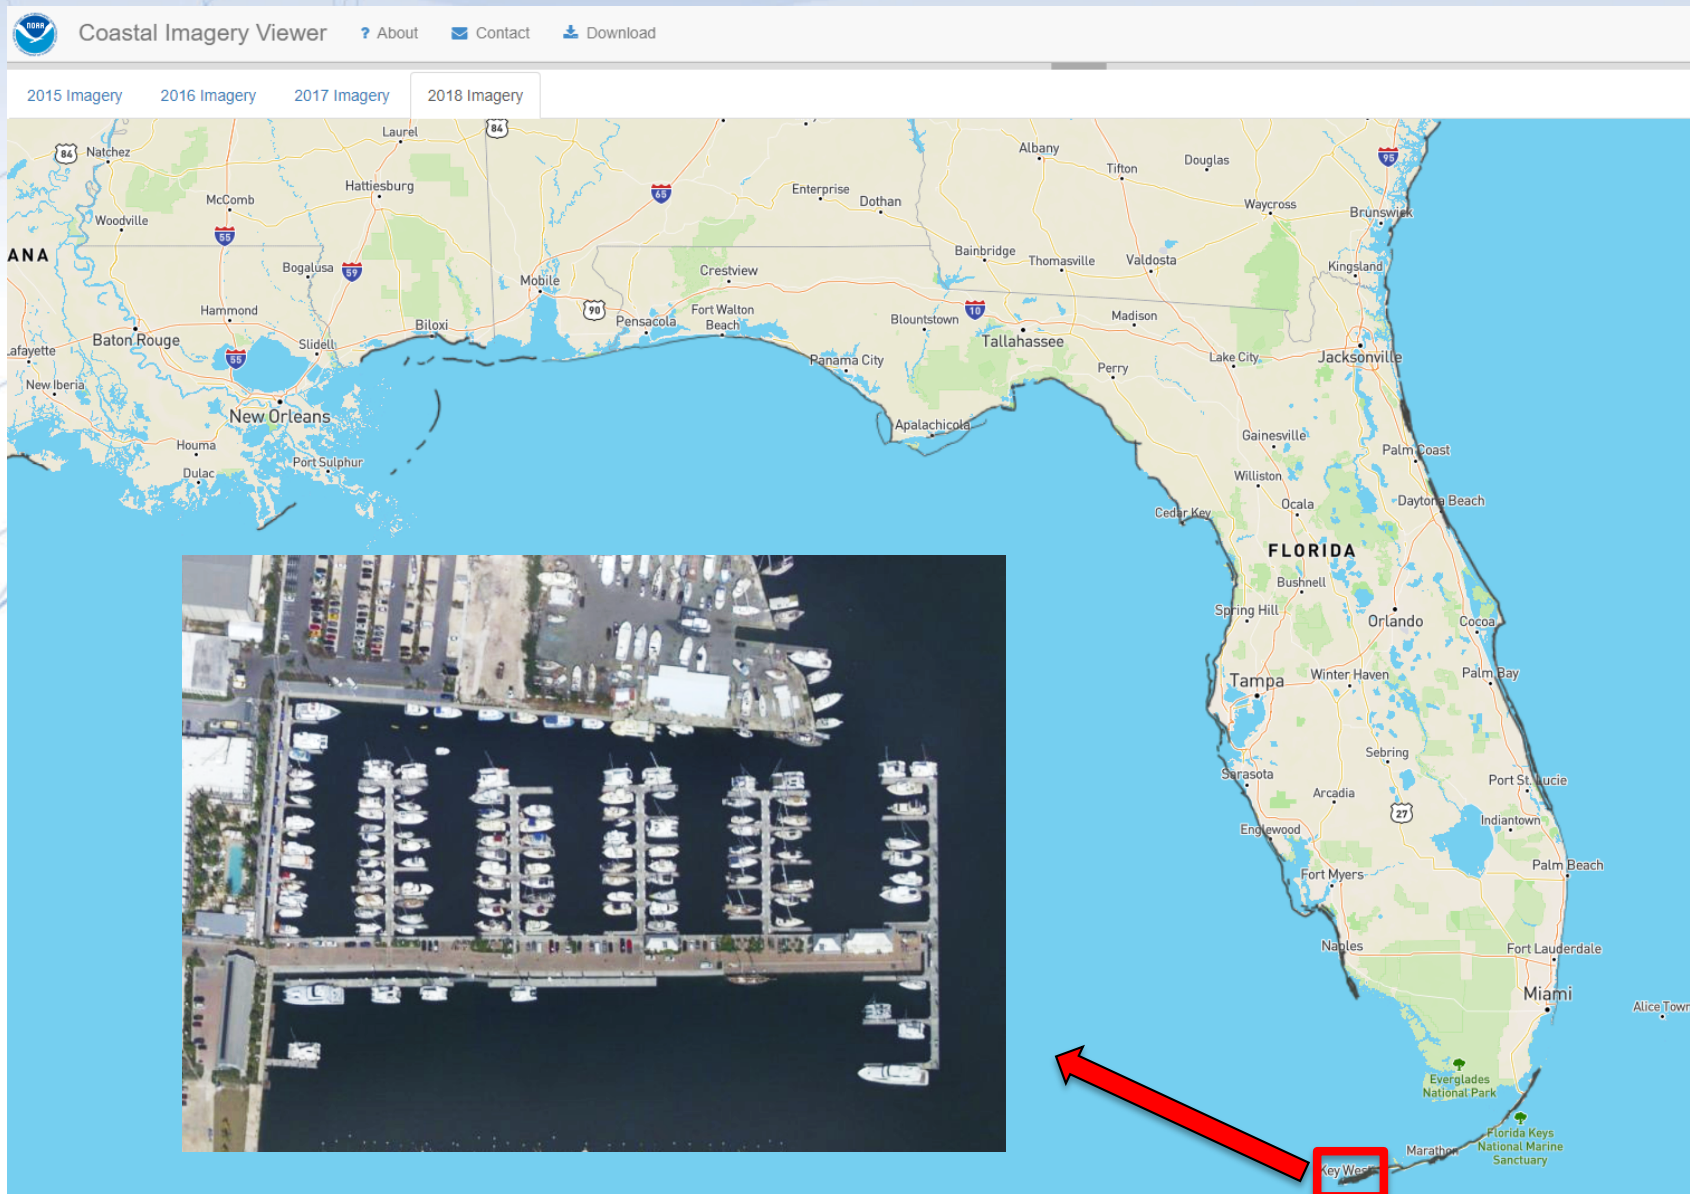 NOAA
Coastal Imagery Viewer
? About
Contact
Download
2015 Imagery
2016 Imagery
2017 Imagery
2018 Imagery
84
Natchez
Laurel
84
Albany
Tifton
Douglas
95
McComb
Hattiesburg
65
Enterprise
Dothan
Waycross
Brunswick
Woodville
55
ANA
Bogalusa
59
Mobile
Crestview
Bainbridge
Thomasville
Valdosta
Kingsland
Hammond
90
Pensacola
Fort Walton
Beach
Blountstown
10
Madison
Baton Rouge
Slidell
Biloxi
Tallahassee
Jacksonville
afayette
55
Panama City
Perry
Lake City
New Iberia
New Orleans
Apalachicola
Gainesville
Palm Coast
Houma
Port Sulphur
Dulac
Williston
Ocala
Daytona Beach
Cedar Key
FLORIDA
Bushnell
Spring Hill
Orlando
Cocoa
Tampa
Winter Haven
Palm Bay
Sebring
Sarasota
Port St. Lucie
Arcadia
27
Indiantown
Englewood
Palm Beach
Fort Myers
Naples
Fort Lauderdale
Miami
Alice Town
Everglades
National Park
Florida Keys
National Marine
Sanctuary
Marathon
Key West